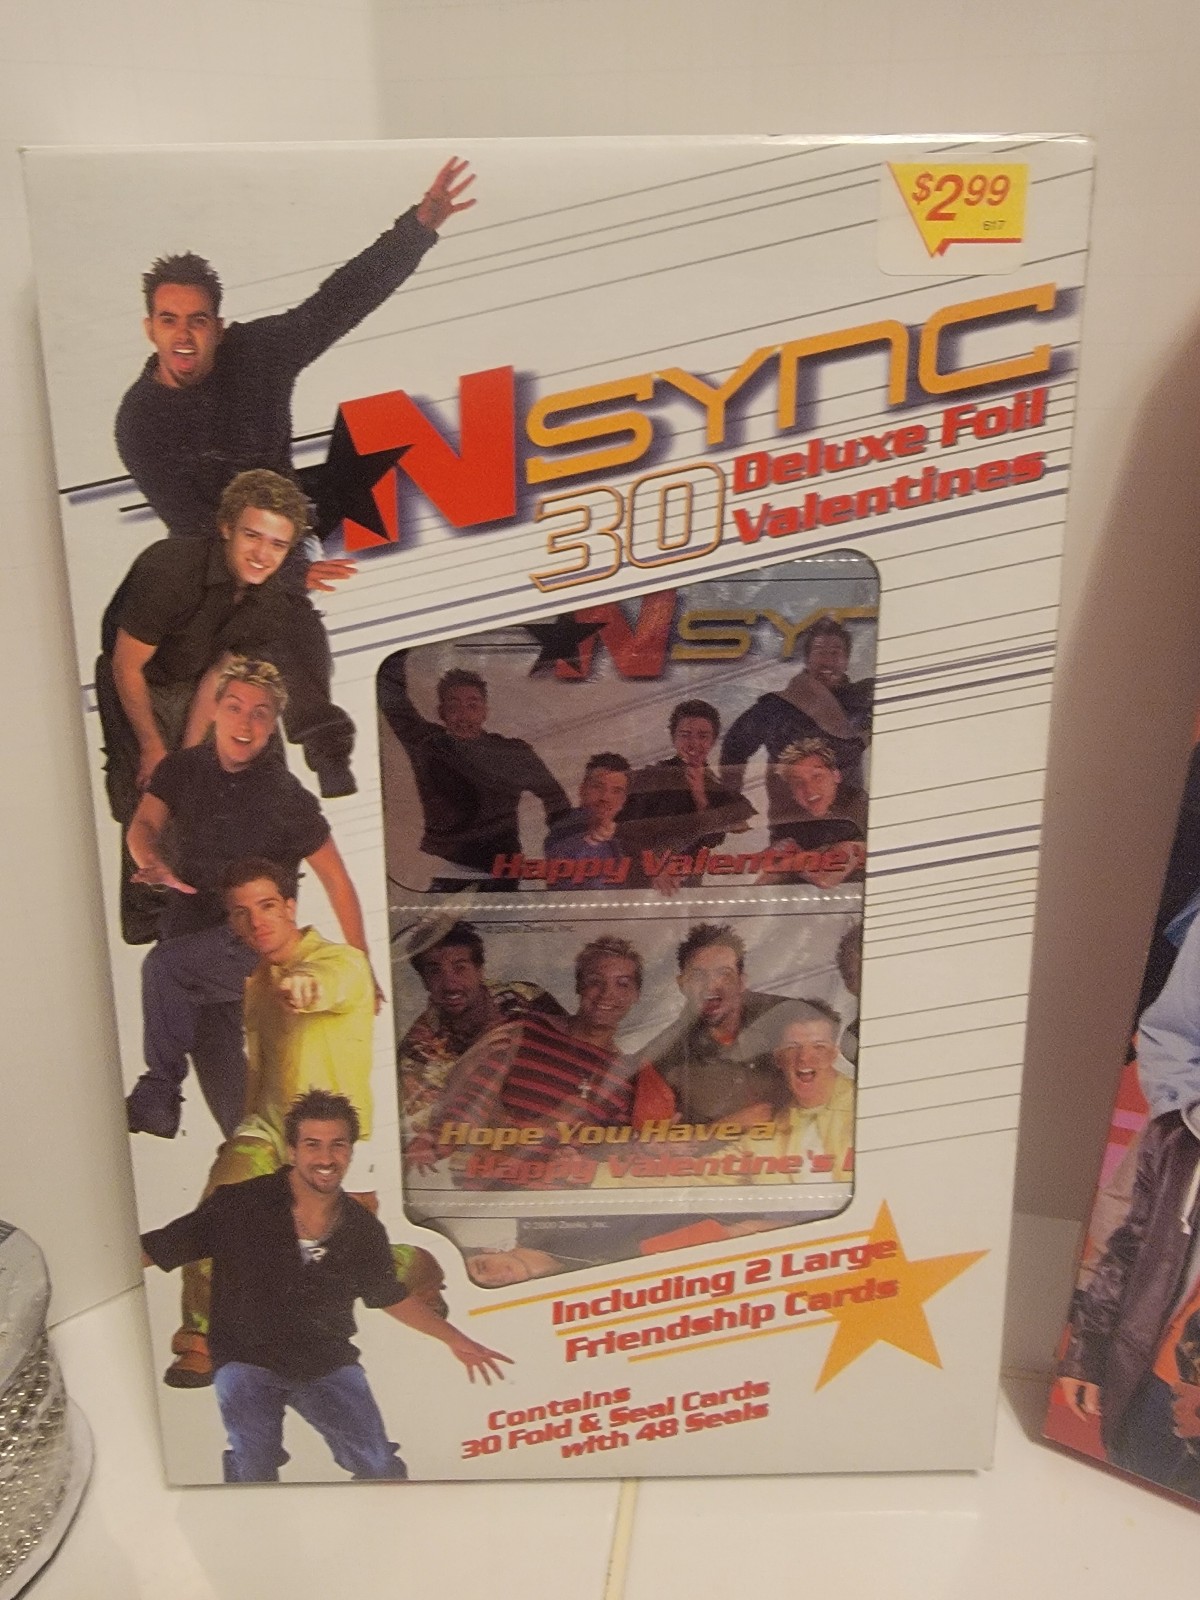 $2.99
617
NSYNC
30 Deluxe Foil
Valentines
NSYN
Happy Valentine'
© 2000 Zeeks, Inc.
Hope You Have a
Happy Valentine's
© 2000 Zeeks, Inc.
Including 2 Large
Friendship Cards
Contains
30 Fold & Seal Cards
with 48 Seals